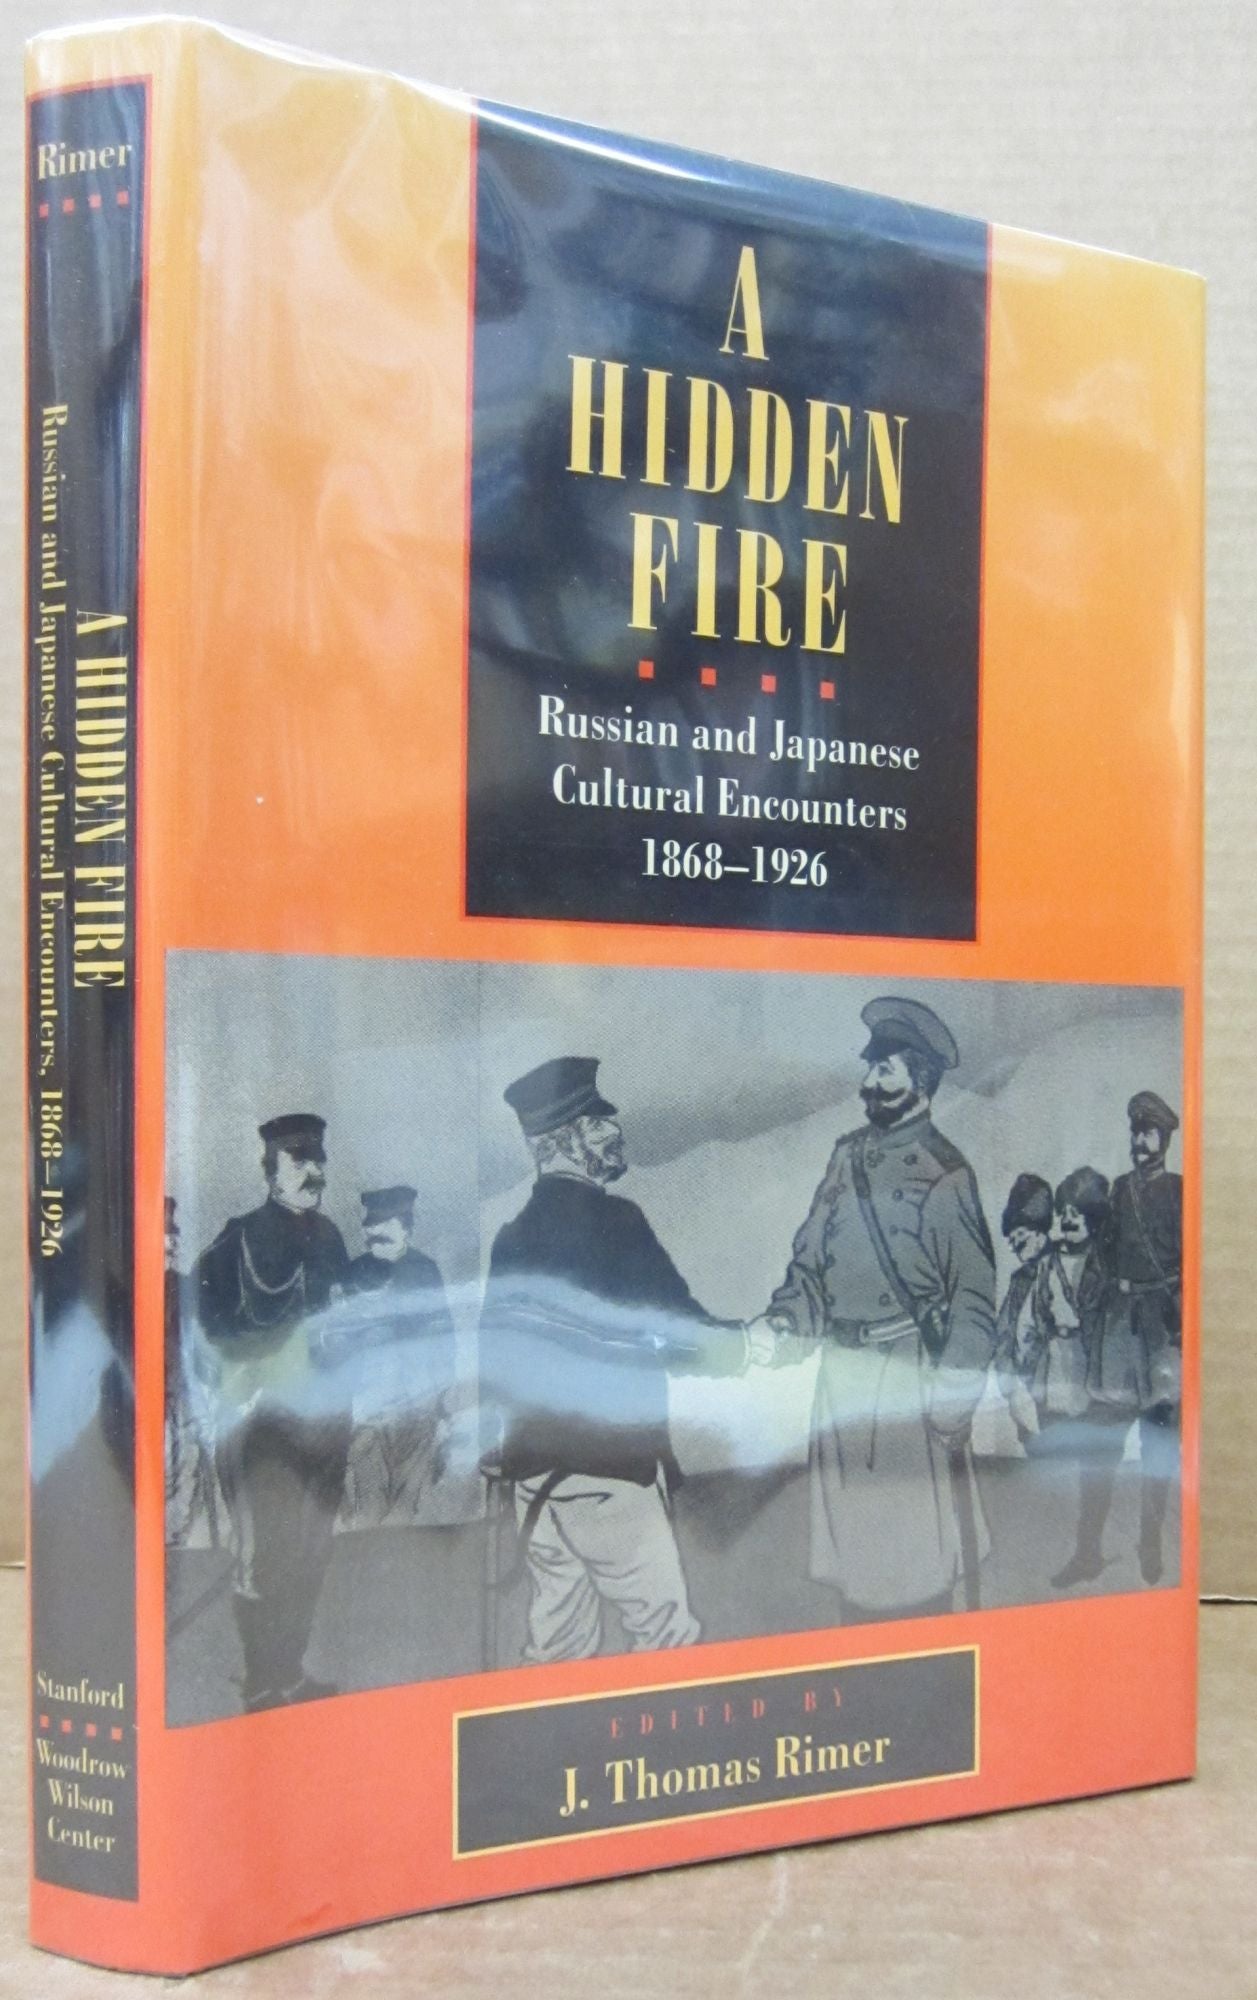 Rimer
A HIDDEN FIRE
Russian and Japanese Cultural Encounters, 1868–1926
Stanford
Woodrow
Wilson
Center
A
HIDDEN
FIRE
Russian and Japanese
Cultural Encounters
1868–1926
EDITED BY
J. Thomas Rimer